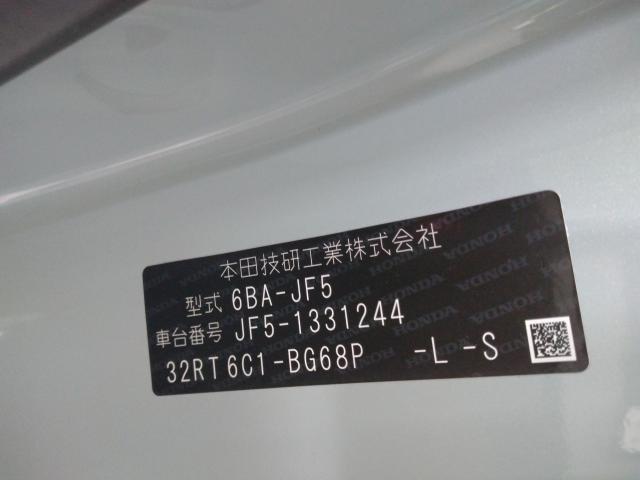 本田技研工業株式会社
型式 6BA-JF5
車台番号 JF5-1331244
32RT6C1-BG68P -L-S